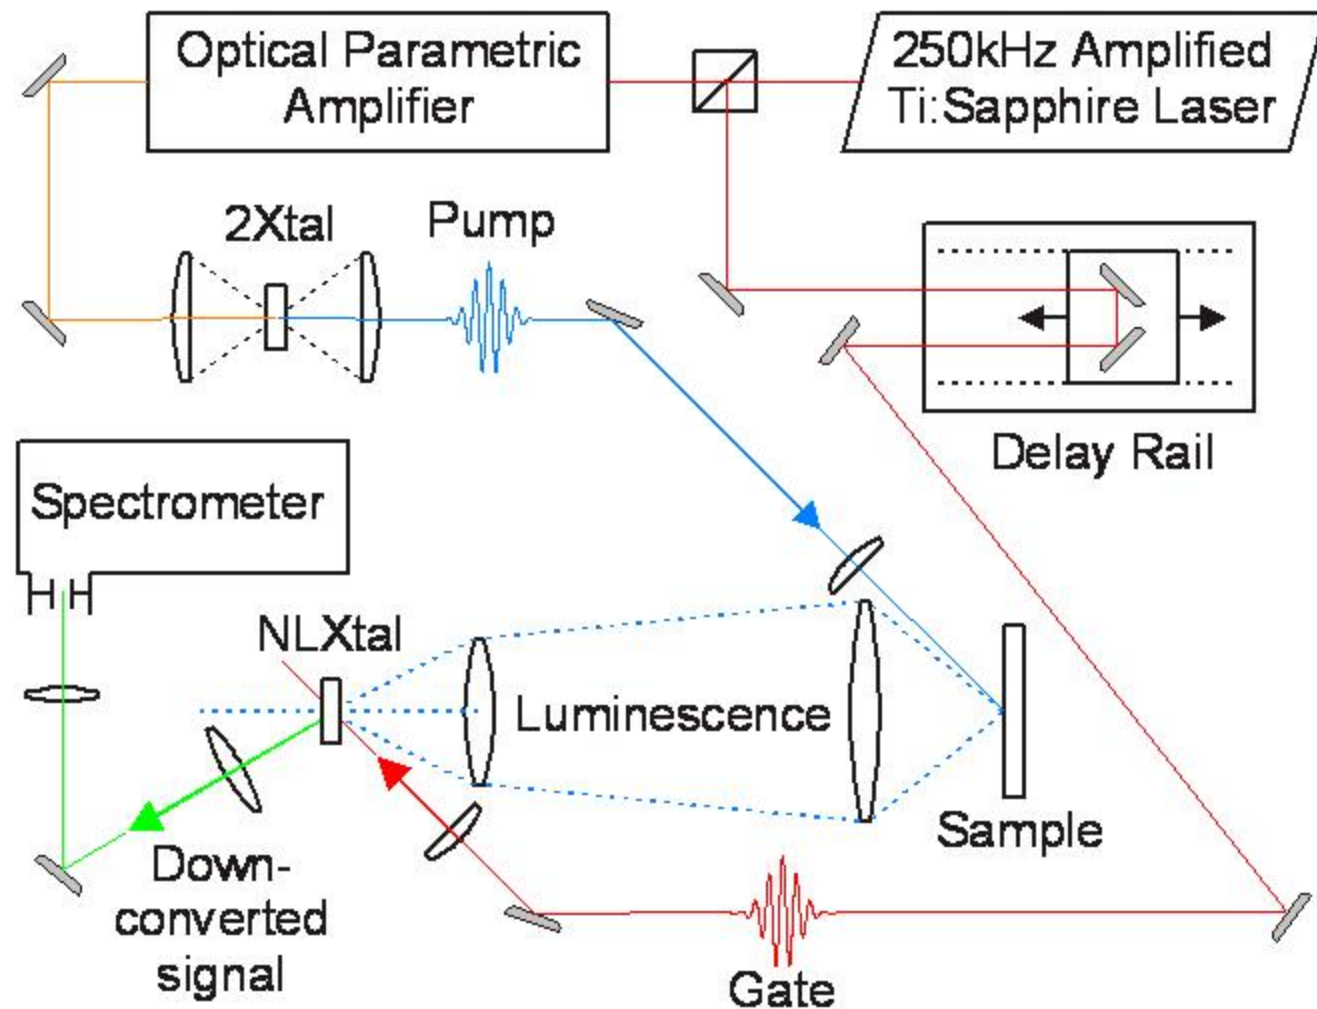 Optical Parametric
Amplifier
250kHz Amplified
Ti:Sapphire Laser
2Xtal
Pump
Delay Rail
Spectrometer
NLXtal
Luminescence
Sample
Down-
converted
signal
Gate